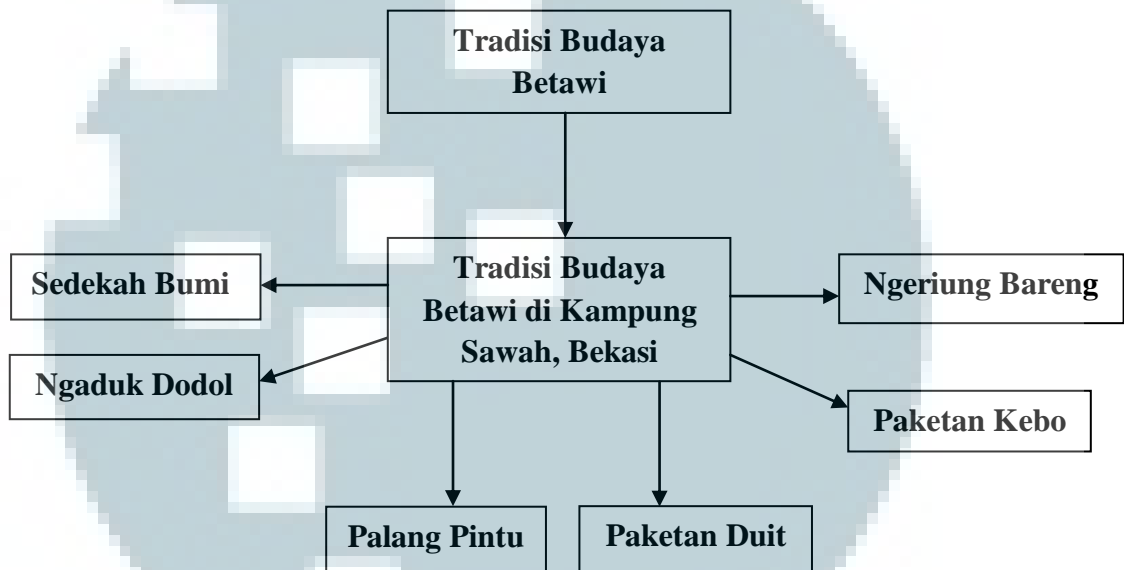 Tradisi Budaya
Betawi
Sedekah Bumi
Tradisi Budaya
Betawi di Kampung
Sawah, Bekasi
Ngeriung Bareng
Ngaduk Dodol
Paketan Kebo
Palang Pintu
Paketan Duit